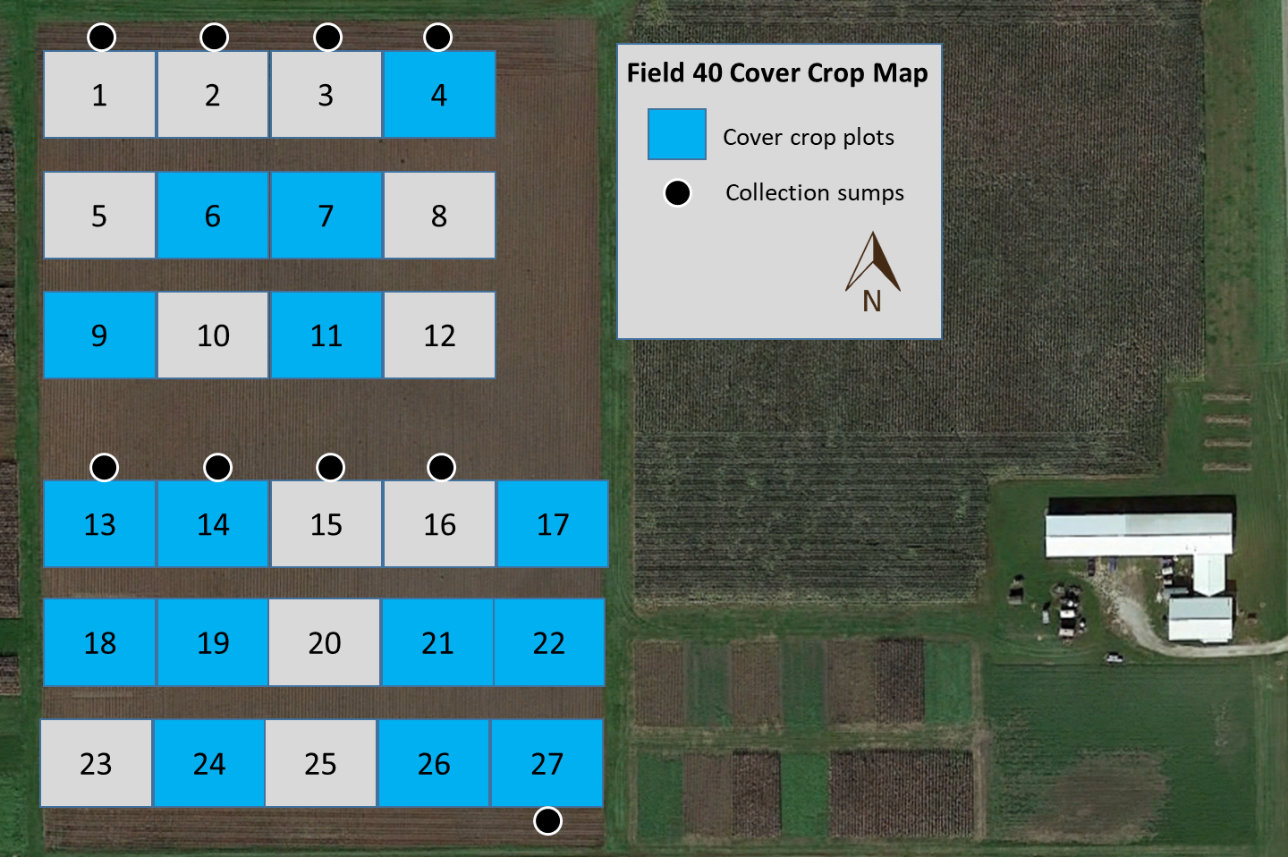 1 2 3 4
Field 40 Cover Crop Map
Cover crop plots
Collection sumps
N
5 6 7 8
9 10 11 12
13 14 15 16 17
18 19 20 21 22
23 24 25 26 27